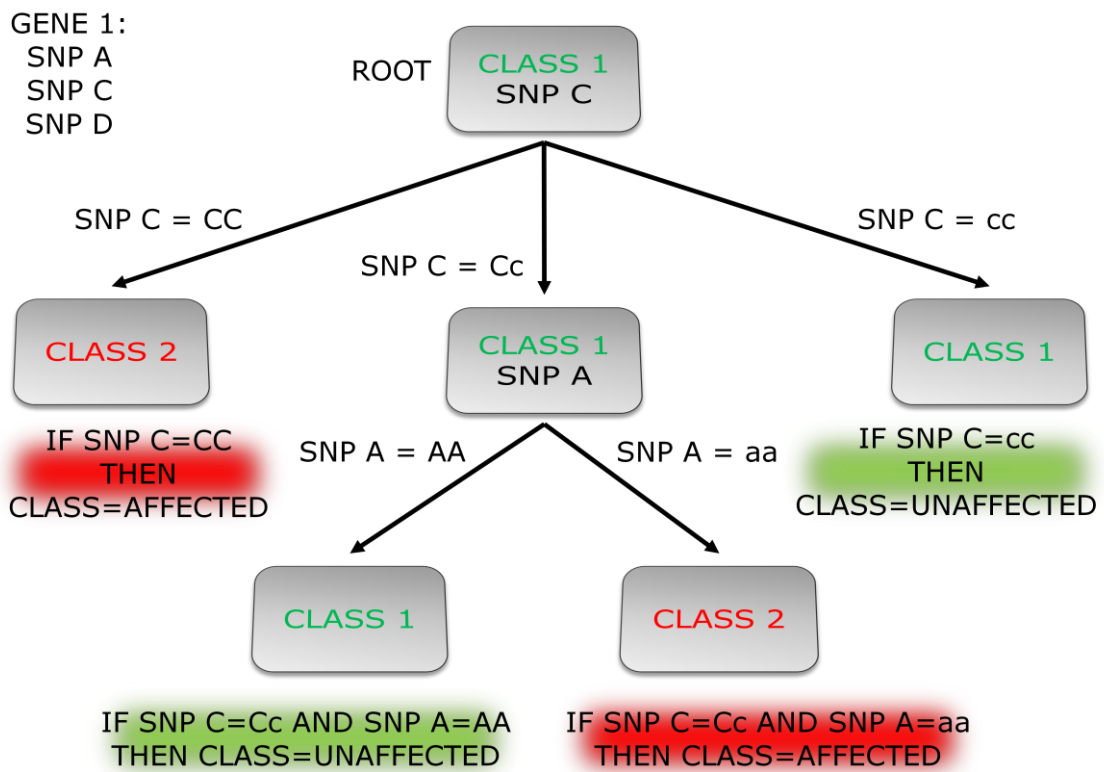 GENE 1:
SNP A
SNP C
SNP D
ROOT
CLASS 1
SNP C
SNP C = CC
SNP C = Cc
SNP C = cc
CLASS 2
CLASS 1
SNP A
CLASS 1
IF SNP C=CC
THEN
CLASS=AFFECTED
SNP A = AA
SNP A = aa
IF SNP C=cc
THEN
CLASS=UNAFFECTED
CLASS 1
CLASS 2
IF SNP C=Cc AND SNP A=AA
THEN CLASS=UNAFFECTED
IF SNP C=Cc AND SNP A=aa
THEN CLASS=AFFECTED